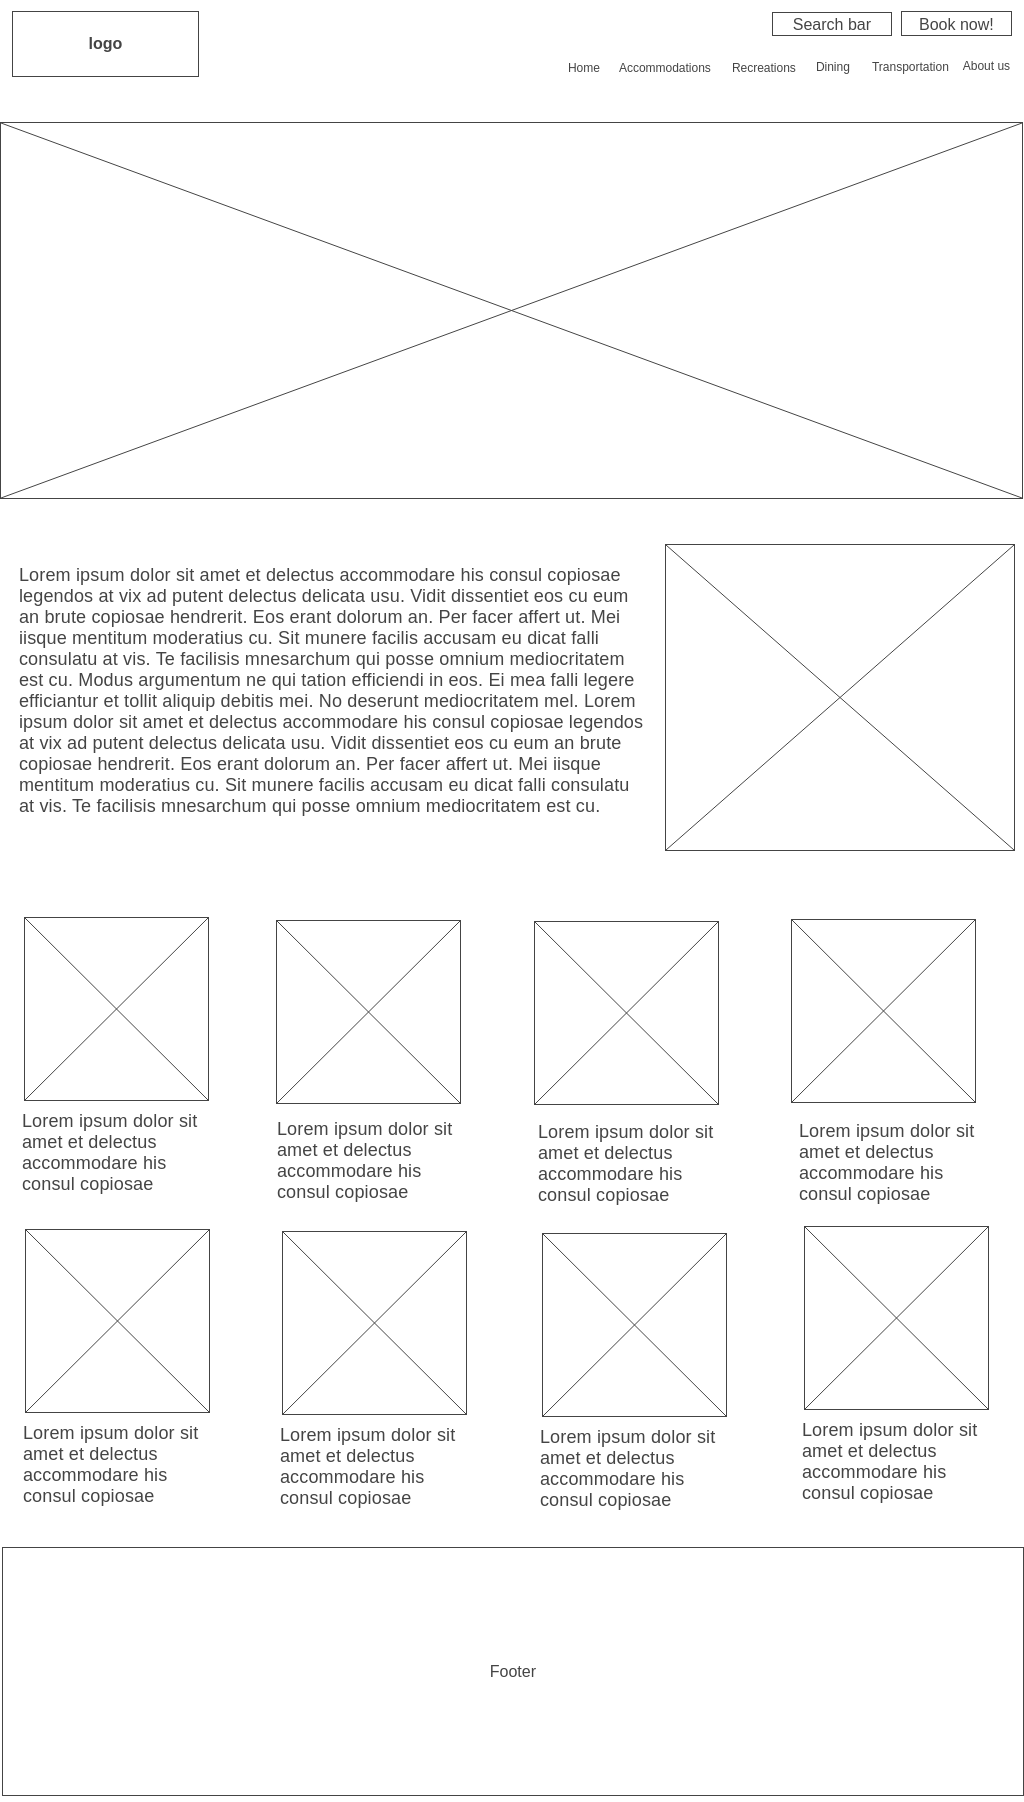 logo
Search bar
Book now!
Home
Accommodations
Recreations
Dining
Transportation
About us
Lorem ipsum dolor sit amet et delectus accommodare his consul copiosae
legendos at vix ad putent delectus delicata usu. Vidit dissentiet eos cu eum
an brute copiosae hendrerit. Eos erant dolorum an. Per facer affert ut. Mei
iisque mentitum moderatius cu. Sit munere facilis accusam eu dicat falli
consulatu at vis. Te facilisis mnesarchum qui posse omnium mediocritatem
est cu. Modus argumentum ne qui tation efficiendi in eos. Ei mea falli legere
efficiantur et tollit aliquip debitis mei. No deserunt mediocritatem mel. Lorem
ipsum dolor sit amet et delectus accommodare his consul copiosae legendos
at vix ad putent delectus delicata usu. Vidit dissentiet eos cu eum an brute
copiosae hendrerit. Eos erant dolorum an. Per facer affert ut. Mei iisque
mentitum moderatius cu. Sit munere facilis accusam eu dicat falli consulatu
at vis. Te facilisis mnesarchum qui posse omnium mediocritatem est cu.
Lorem ipsum dolor sit
amet et delectus
accommodare his
consul copiosae
Lorem ipsum dolor sit
amet et delectus
accommodare his
consul copiosae
Lorem ipsum dolor sit
amet et delectus
accommodare his
consul copiosae
Lorem ipsum dolor sit
amet et delectus
accommodare his
consul copiosae
Lorem ipsum dolor sit
amet et delectus
accommodare his
consul copiosae
Lorem ipsum dolor sit
amet et delectus
accommodare his
consul copiosae
Lorem ipsum dolor sit
amet et delectus
accommodare his
consul copiosae
Lorem ipsum dolor sit
amet et delectus
accommodare his
consul copiosae
Footer